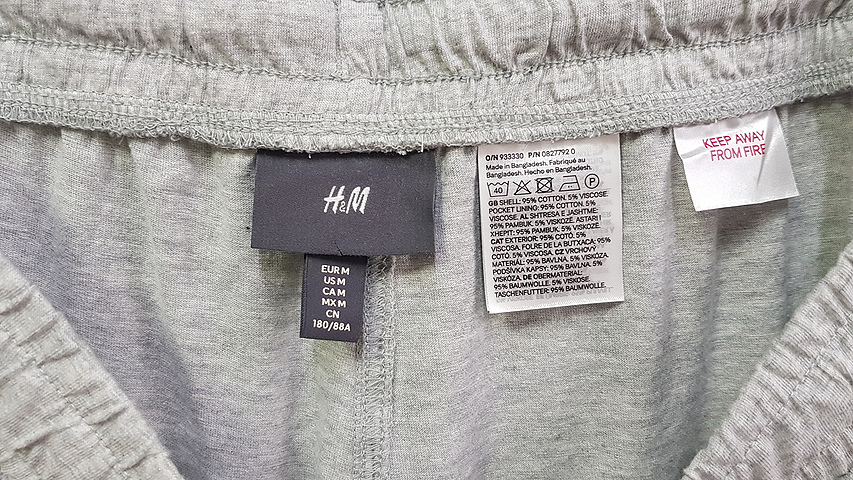 H&M
EUR M
US M
CA M
MX M
CN
180/88A
O/N 933330 P/N 0827792 0
Made in Bangladesh. Fabriqué au
Bangladesh. Hecho en Bangladesh.
40
P
GB SHELL: 95% COTTON. 5% VISCOSE.
POCKET LINING: 95% COTTON. 5%
VISCOSE. AL SHTRESA E JASHTME:
95% PAMBUK. 5% VISKOZË. ASTARI I
XHEPIT: 95% PAMBUK. 5% VISKOZË.
CAT EXTERIOR: 95% COTÓ. 5%
VISCOSA. FOLRE DE LA BUTXACA: 95%
COTÓ. 5% VISCOSA. CZ VRCHOVÝ
MATERIÁL: 95% BAVLNA. 5% VISKÓZA.
PODŠÍVKA KAPSY: 95% BAVLNA. 5%
VISKÓZA. DE OBERMATERIAL:
95% BAUMWOLLE. 5% VISKOSE.
TASCHENFUTTER: 95% BAUMWOLLE.
KEEP AWAY
FROM FIRE